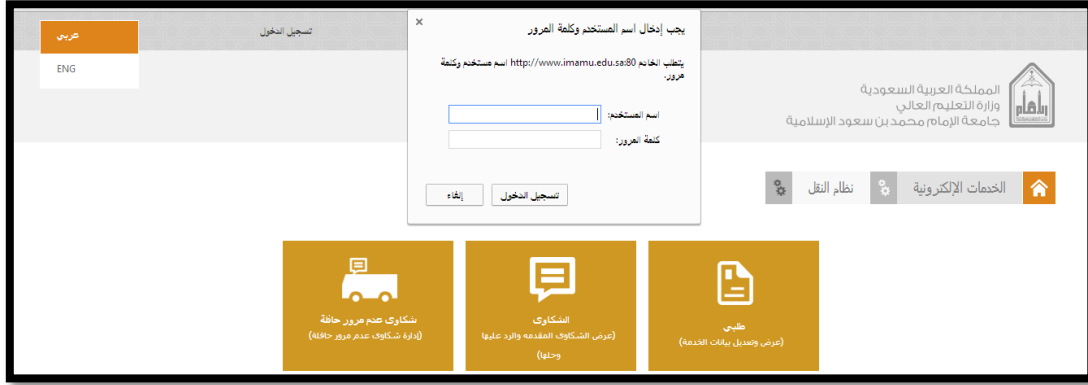 عربي
ENG
تسجيل الدخول
يجب إدخال اسم المستخدم وكلمة المرور
×
يتطلب الخادم http://www.imamu.edu.sa:80 اسم مستخدم وكلمة
مرور.
اسم المستخدم:
كلمة المرور:
تسجيل الدخول
إلغاء
المملكة العربية السعودية
وزارة التعليم العالي
جامعة الإمام محمد بن سعود الإسلامية
الخدمات الإلكترونية
نظام النقل
طلبي
(عرض وتعديل بيانات الخدمة)
الشكاوى
(عرض الشكاوى المقدمه والرد عليها
وحلها)
شكاوى عدم مرور حافلة
(إدارة شكاوى عدم مرور حافلة)